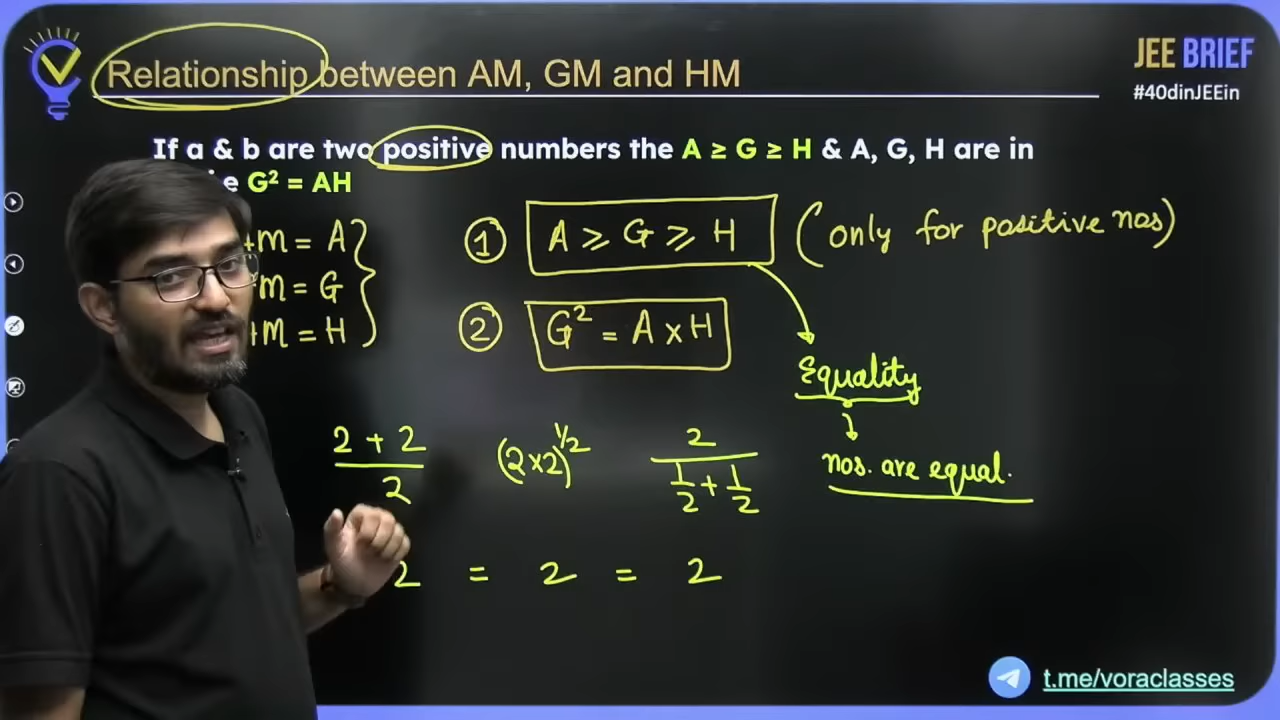 Relationship between AM, GM and HM
JEE BRIEF
#40dinJEEin
If a & b are two positive numbers the A ≥ G ≥ H & A, G, H are in
G² = AH
M = A
M = G
M = H
① A ≥ G ≥ H (only for positive nos)
② G² = A × H
Equality
nos. are equal.
2 + 2 / 2
(2×2)^1/2
2 / 1/2 + 1/2
2 = 2 = 2
t.me/voraclasses